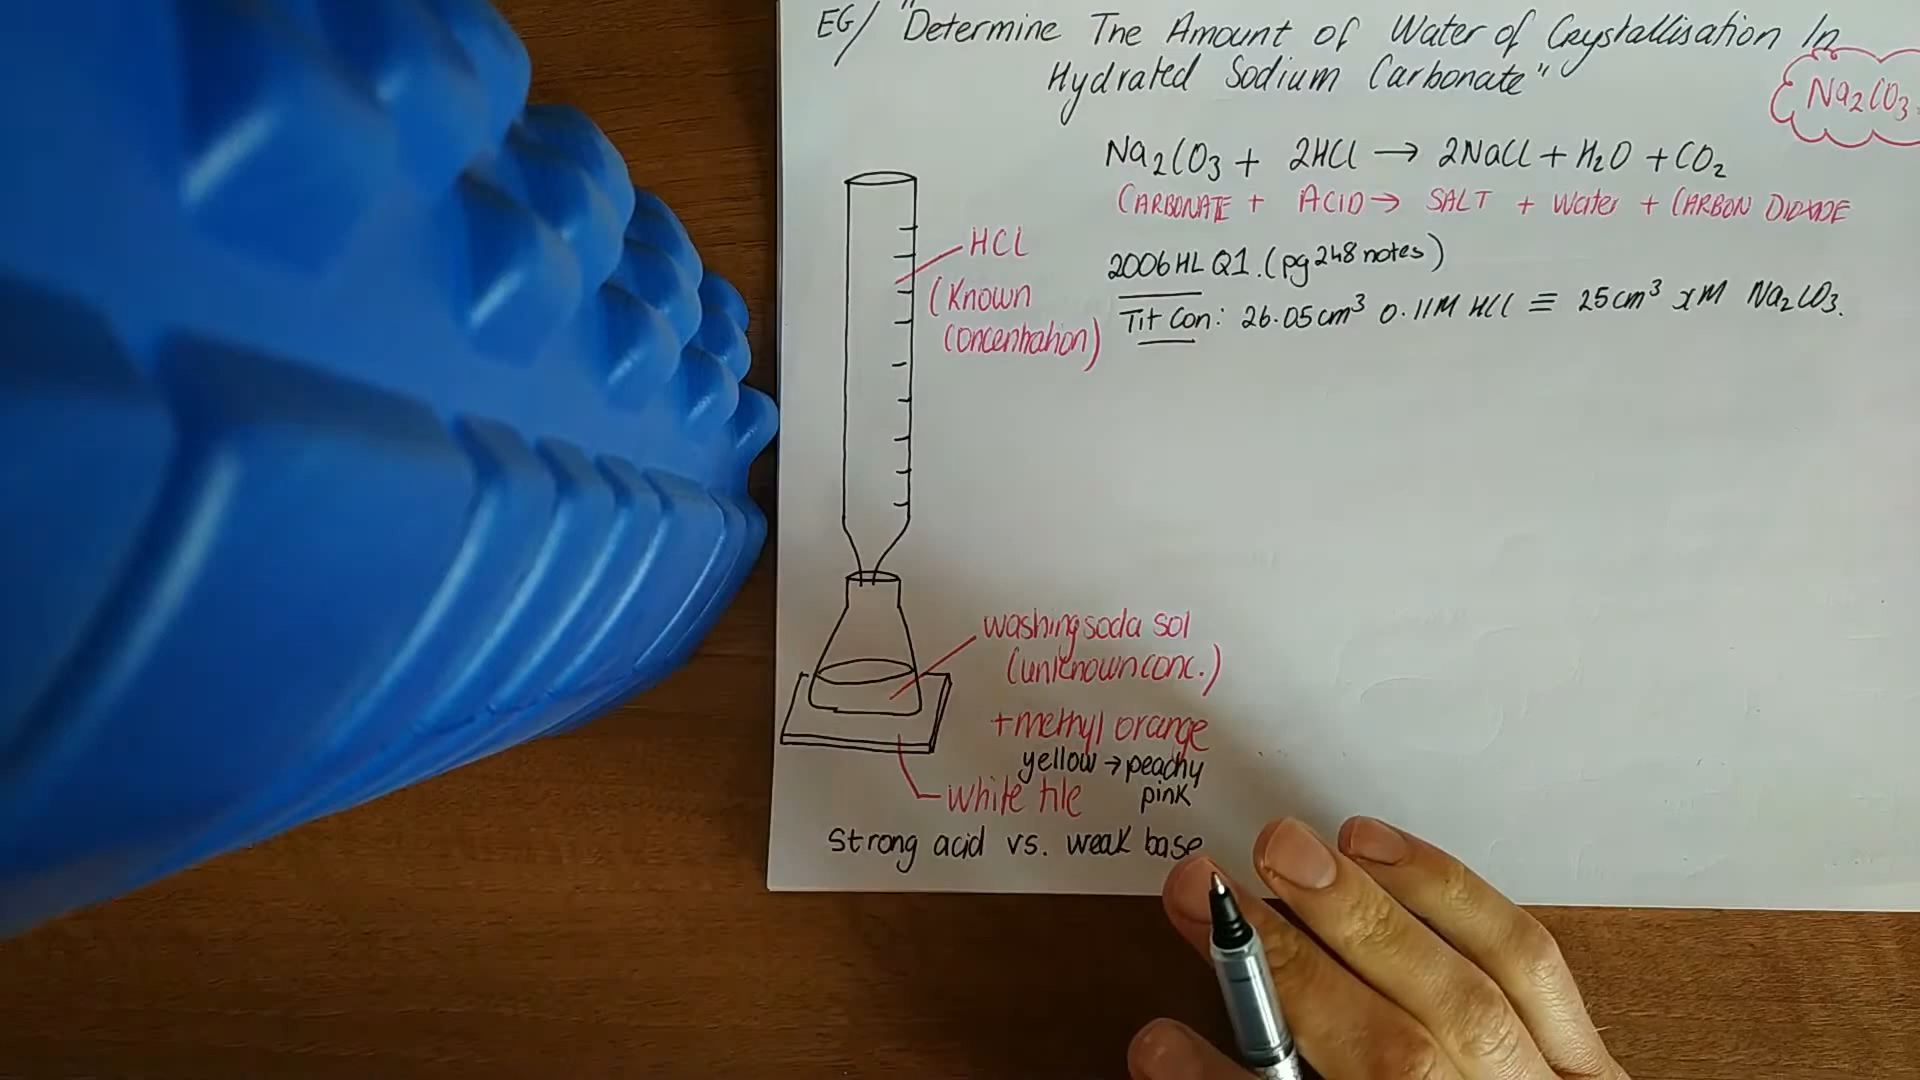 EG/ "Determine The Amount of Water of Crystallisation In
Hydrated Sodium Carbonate"
Na2CO3.
Na2CO3 + 2HCl → 2NaCl + H2O + CO2
CARBONATE + ACID → SALT + Water + CARBON DIOXIDE
HCl
(Known
concentration)
2006 HL Q1. (pg 248 notes)
Tit Con: 26.05cm³ 0.11M HCl ≡ 25cm³ xM Na2CO3.
washing soda sol
(unknown conc.)
+ methyl orange
yellow → peachy
pink
white tile
Strong acid vs. weak base